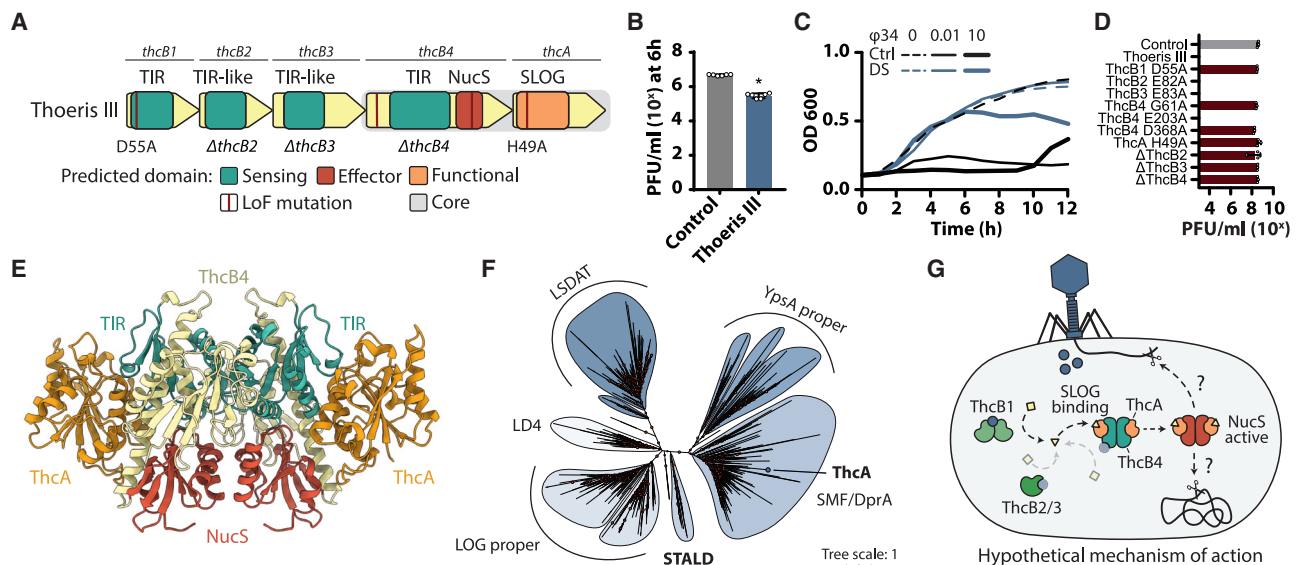 A
thcB1 thcB2 thcB3 thcB4 thcA
TIR TIR-like TIR-like TIR NucS SLOG
Thoeris III
D55A ΔthcB2 ΔthcB3 ΔthcB4 H49A
Predicted domain: Sensing Effector Functional
LoF mutation Core
B
PFU/ml (10ˣ) at 6h
8
6
4
2
0
*
Control
Thoeris III
C
φ34 0 0.01 10
Ctrl
DS
OD 600
1.0
0.5
0.0
0 2 4 6 8 10 12
Time (h)
D
Control
Thoeris III
ThcB1 D55A
ThcB2 E82A
ThcB3 E83A
ThcB4 G61A
ThcB4 E203A
ThcB4 D368A
ThcA H49A
ΔThcB2
ΔThcB3
ΔThcB4
4 6 8 10
PFU/ml (10ˣ)
E
ThcB4
TIR TIR
ThcA ThcA
NucS
F
LSDAT
YpsA proper
LD4
ThcA
SMF/DprA
LOG proper
STALD
Tree scale: 1
G
ThcB1
SLOG
binding
ThcA
NucS
active
ThcB4
ThcB2/3
?
?
Hypothetical mechanism of action